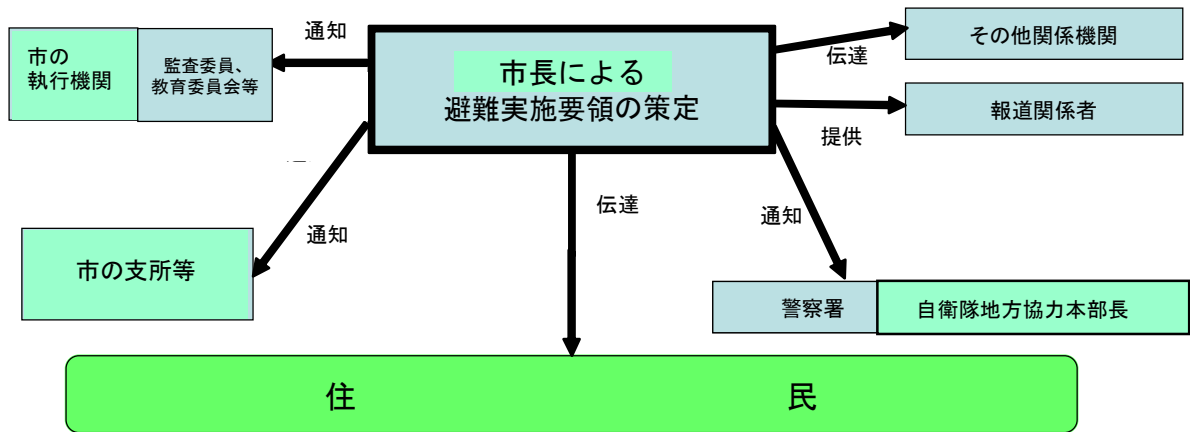 通知
市の
執行機関
監査委員、
教育委員会等
市長による
避難実施要領の策定
伝達
その他関係機関
報道関係者
提供
伝達
通知
通知
市の支所等
警察署
自衛隊地方協力本部長
住民